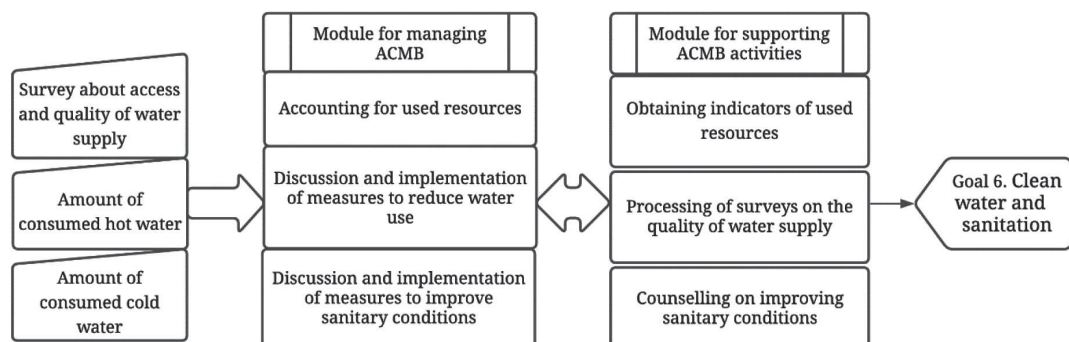 Survey about access
and quality of water
supply
Amount of
consumed hot water
Amount of
consumed cold
water
Module for managing
ACMB
Accounting for used
resources
Discussion and implementation
of measures to reduce water
use
Discussion and implementation
of measures to improve
sanitary conditions
Module for supporting
ACMB activities
Obtaining indicators of used
resources
Processing of surveys on the
quality of water supply
Counselling on improving
sanitary conditions
Goal 6. Clean
water and
sanitation